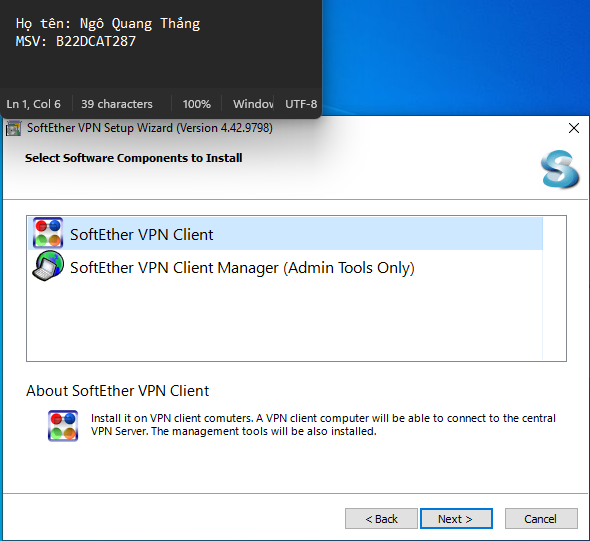 Họ tên: Ngô Quang Thắng
MSV: B22DCAT287
Ln 1, Col 6 39 characters 100% Window UTF-8
SoftEther VPN Setup Wizard (Version 4.42.9798)
Select Software Components to Install
SoftEther VPN Client
SoftEther VPN Client Manager (Admin Tools Only)
About SoftEther VPN Client
Install it on VPN client comuters. A VPN client computer will be able to connect to the central
VPN Server. The management tools will be also installed.
< Back Next > Cancel